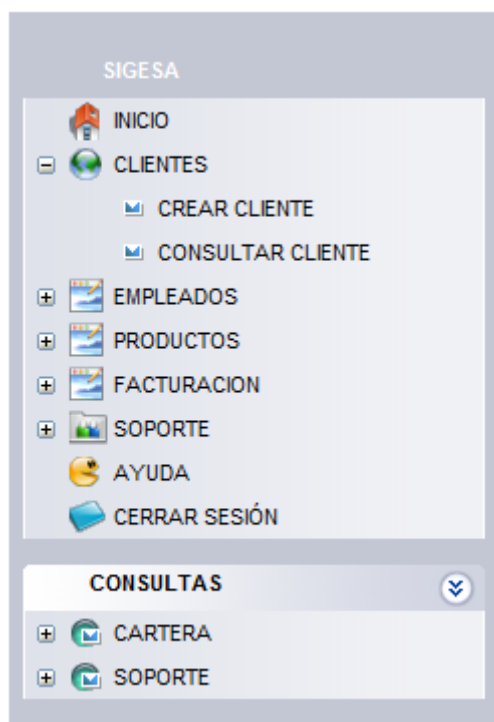 SIGESA
INICIO
CLIENTES
CREAR CLIENTE
CONSULTAR CLIENTE
EMPLEADOS
PRODUCTOS
FACTURACION
SOPORTE
AYUDA
CERRAR SESIÓN
CONSULTAS
CARTERA
SOPORTE